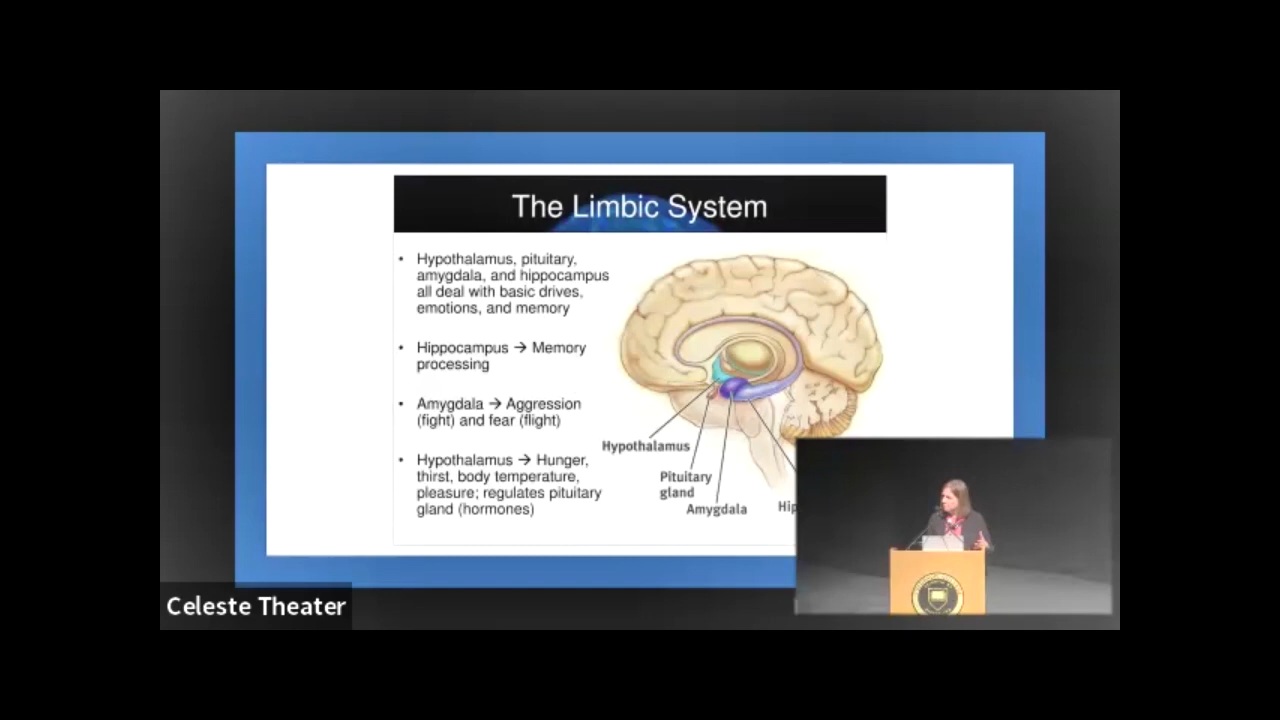 The Limbic System
• Hypothalamus, pituitary,
amygdala, and hippocampus
all deal with basic drives,
emotions, and memory
• Hippocampus → Memory
processing
• Amygdala → Aggression
(fight) and fear (flight)
• Hypothalamus → Hunger,
thirst, body temperature,
pleasure; regulates pituitary
gland (hormones)
Hypothalamus
Pituitary
gland
Amygdala
Hip
Celeste Theater